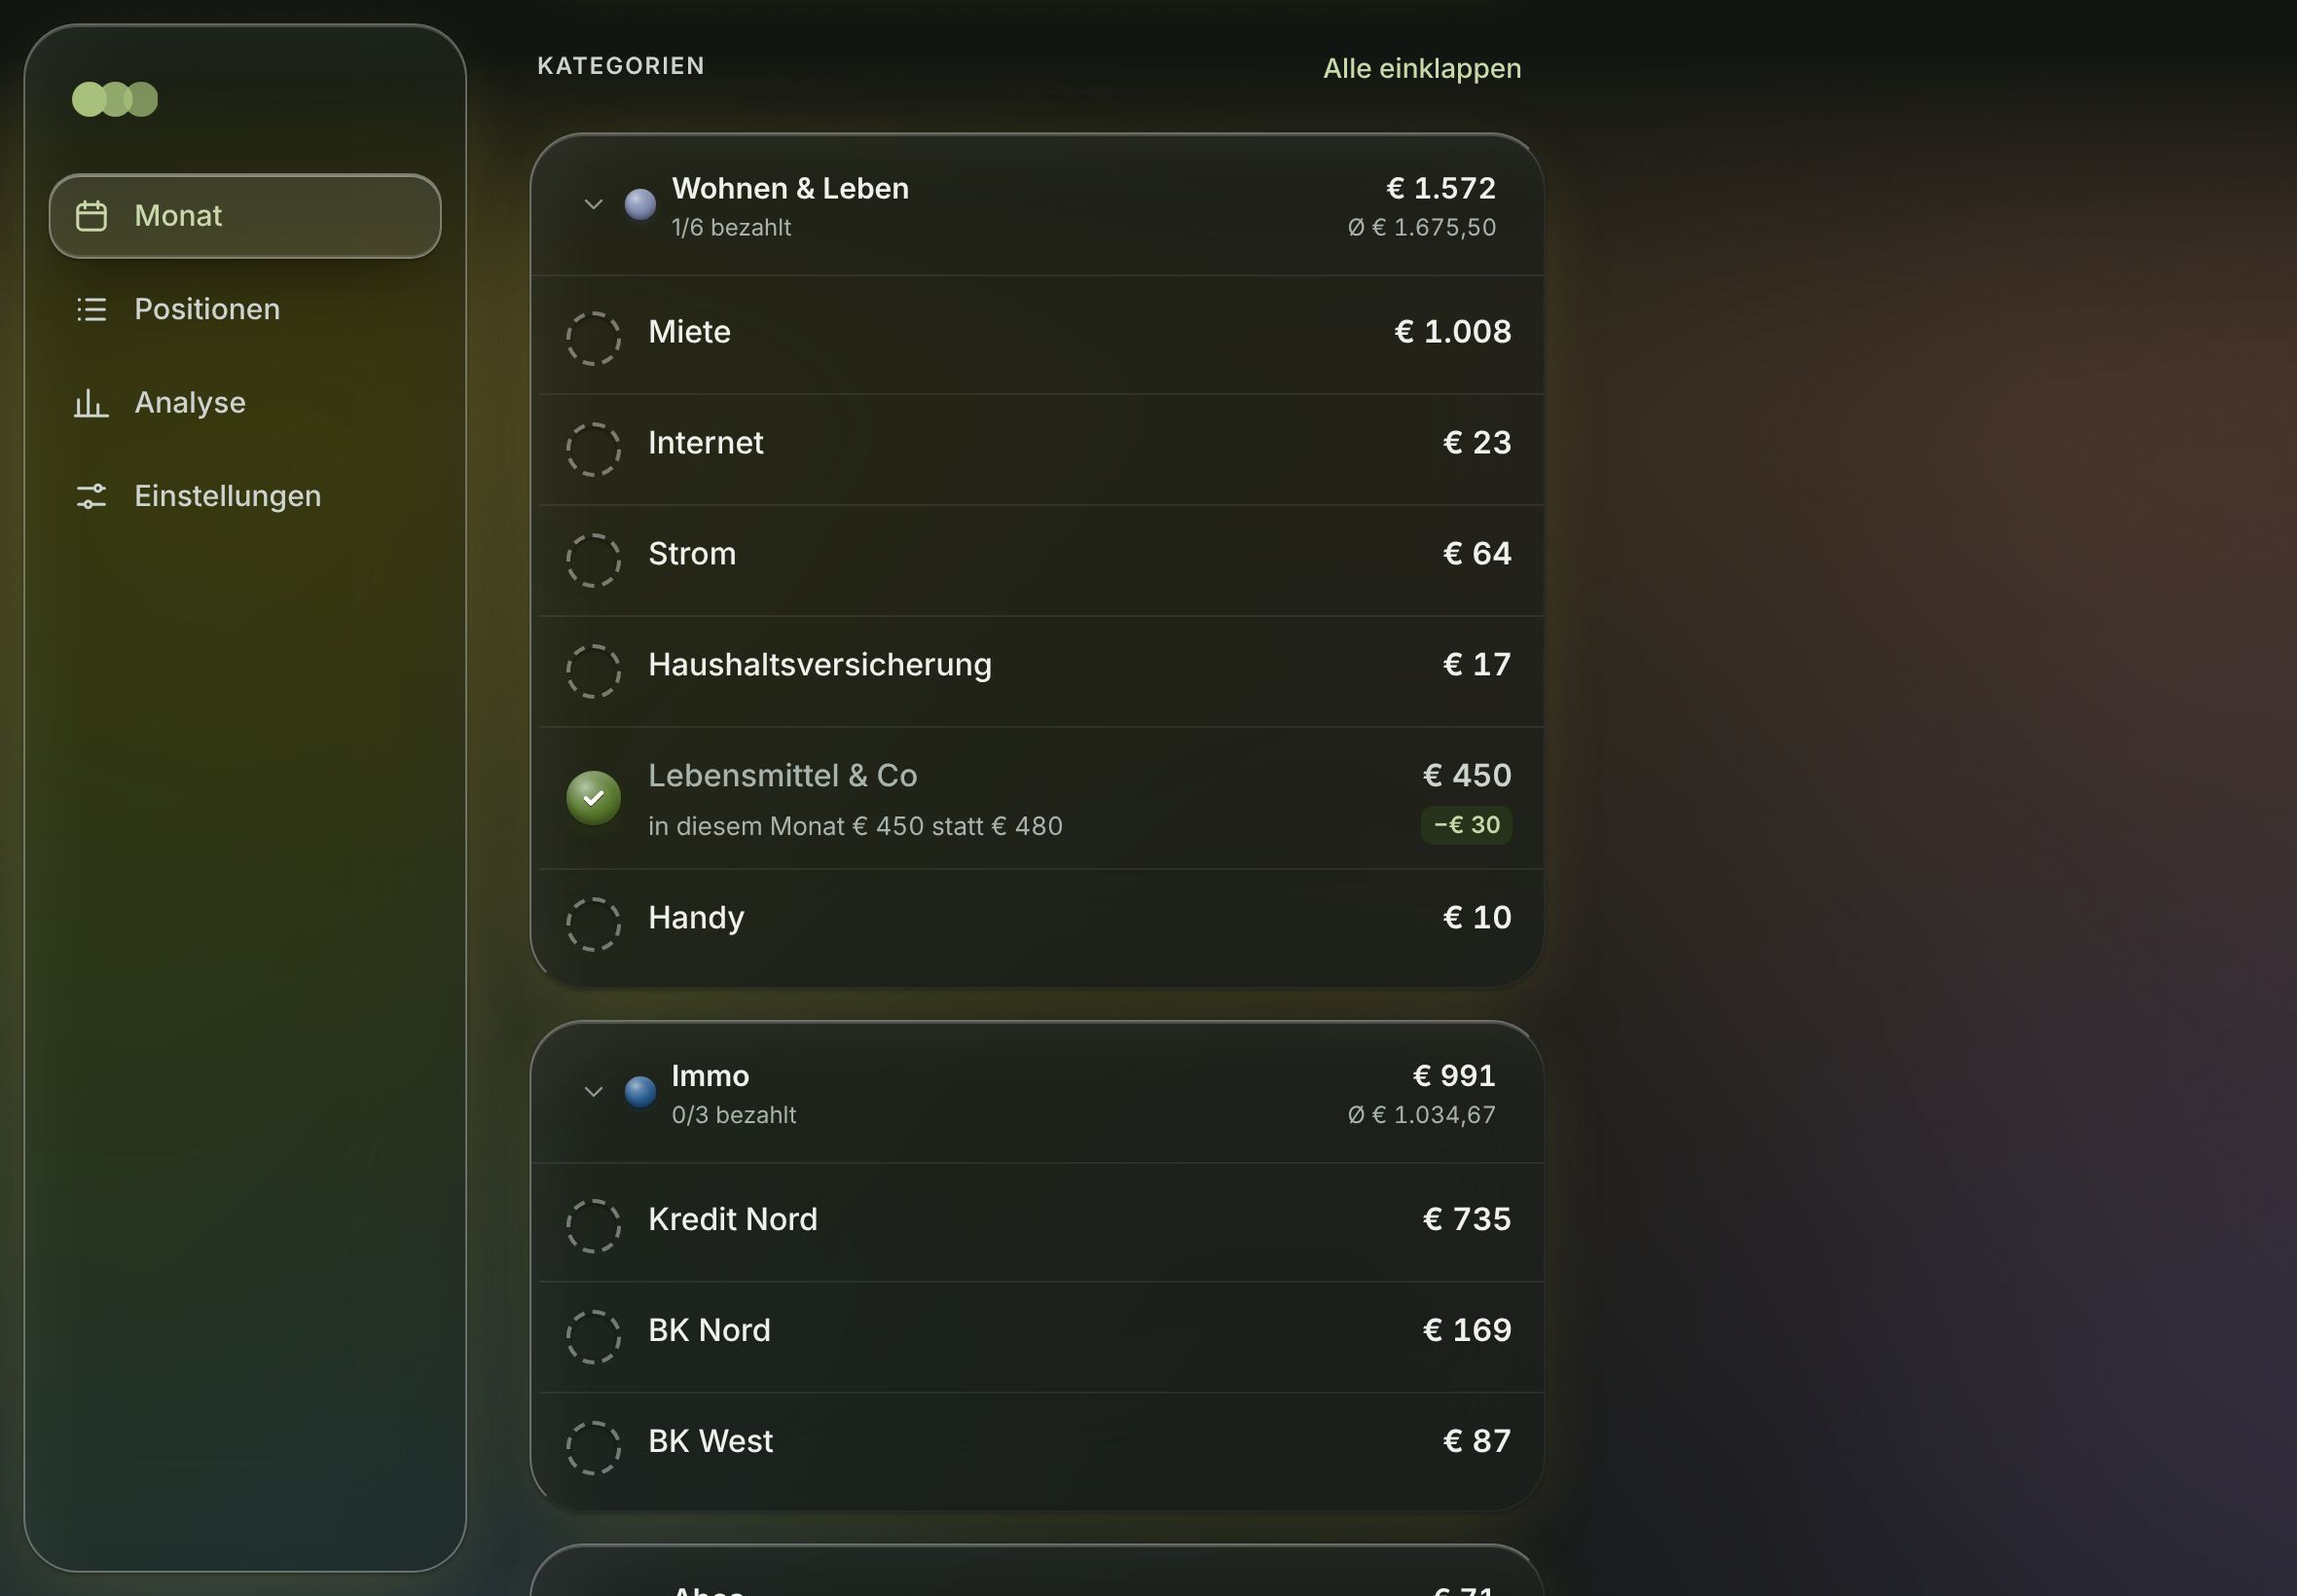 KATEGORIEN
Alle einklappen
Monat
Positionen
Analyse
Einstellungen
Wohnen & Leben
€ 1.572
1/6 bezahlt
Ø € 1.675,50
Miete
€ 1.008
Internet
€ 23
Strom
€ 64
Haushaltsversicherung
€ 17
Lebensmittel & Co
€ 450
in diesem Monat € 450 statt € 480
−€ 30
Handy
€ 10
Immo
€ 991
0/3 bezahlt
Ø € 1.034,67
Kredit Nord
€ 735
BK Nord
€ 169
BK West
€ 87